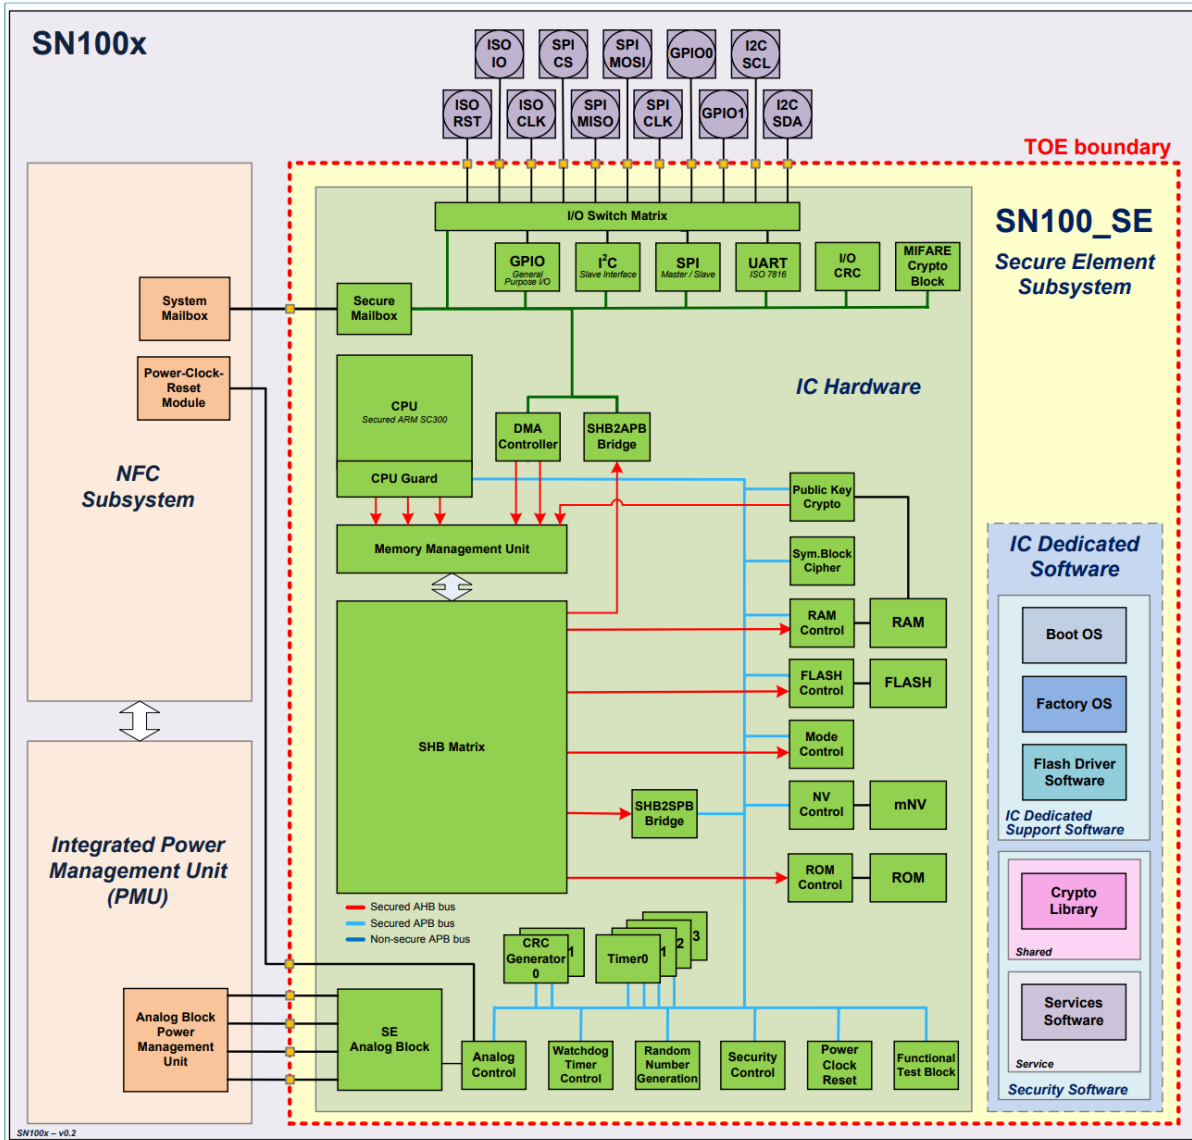 SN100x
ISO
IO
SPI
CS
SPI
MOSI
GPIO0
I2C
SCL
ISO
RST
ISO
CLK
SPI
MISO
SPI
CLK
GPIO1
I2C
SDA
TOE boundary
SN100_SE
Secure Element
Subsystem
I/O Switch Matrix
GPIO
General
Purpose I/O
I²C
Slave Interface
SPI
Master / Slave
UART
ISO 7816
I/O
CRC
MIFARE
Crypto
Block
System
Mailbox
Secure
Mailbox
Power-Clock-
Reset
Module
NFC
Subsystem
CPU
Secured ARM SC300
CPU Guard
DMA
Controller
SHB2APB
Bridge
IC Hardware
Memory Management Unit
Public Key
Crypto
Sym.Block
Cipher
RAM
Control
RAM
FLASH
Control
FLASH
SHB Matrix
Mode
Control
SHB2SPB
Bridge
NV
Control
mNV
ROM
Control
ROM
IC Dedicated
Software
Boot OS
Factory OS
Flash Driver
Software
IC Dedicated
Support Software
Crypto
Library
Shared
Services
Software
Service
Security Software
Integrated Power
Management Unit
(PMU)
Secured AHB bus
Secured APB bus
Non-secure APB bus
CRC
Generator
0
1
Timer0
1
2
3
Analog Block
Power
Management
Unit
SE
Analog Block
Analog
Control
Watchdog
Timer
Control
Random
Number
Generation
Security
Control
Power
Clock
Reset
Functional
Test Block
SN100x – v0.2